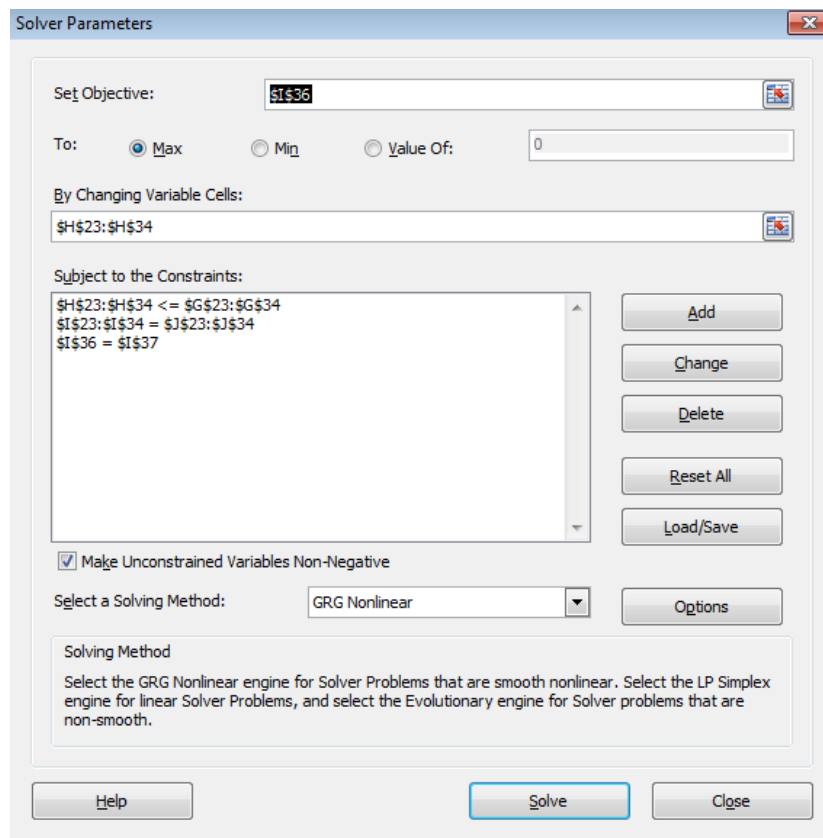 Solver Parameters
Set Objective:
$I$36
To:
Max
Min
Value Of:
0
By Changing Variable Cells:
$H$23:$H$34
Subject to the Constraints:
$H$23:$H$34 <= $G$23:$G$34
$I$23:$I$34 = $J$23:$J$34
$I$36 = $I$37
Add
Change
Delete
Reset All
Load/Save
Make Unconstrained Variables Non-Negative
Select a Solving Method:
GRG Nonlinear
Options
Solving Method
Select the GRG Nonlinear engine for Solver Problems that are smooth nonlinear. Select the LP Simplex
engine for linear Solver Problems, and select the Evolutionary engine for Solver problems that are
non-smooth.
Help
Solve
Close